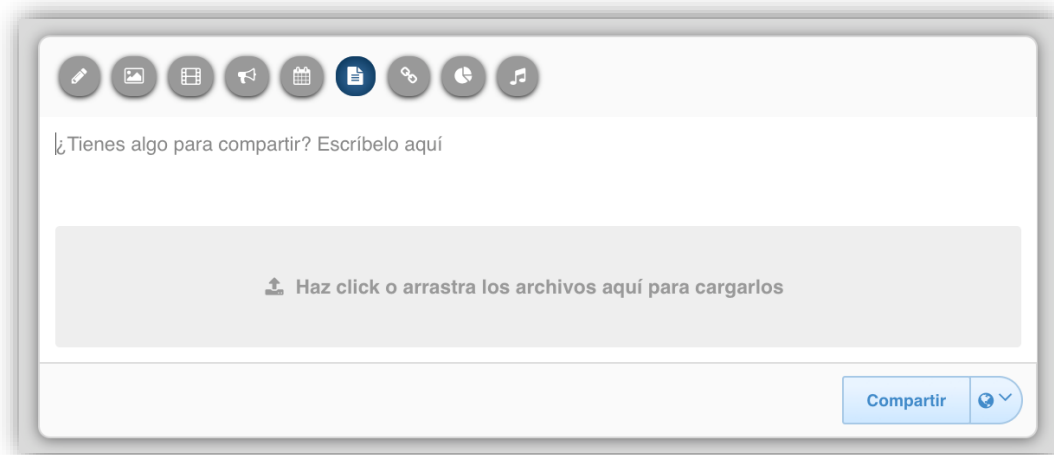 ¿Tienes algo para compartir? Escríbelo aquí
Haz click o arrastra los archivos aquí para cargarlos
Compartir